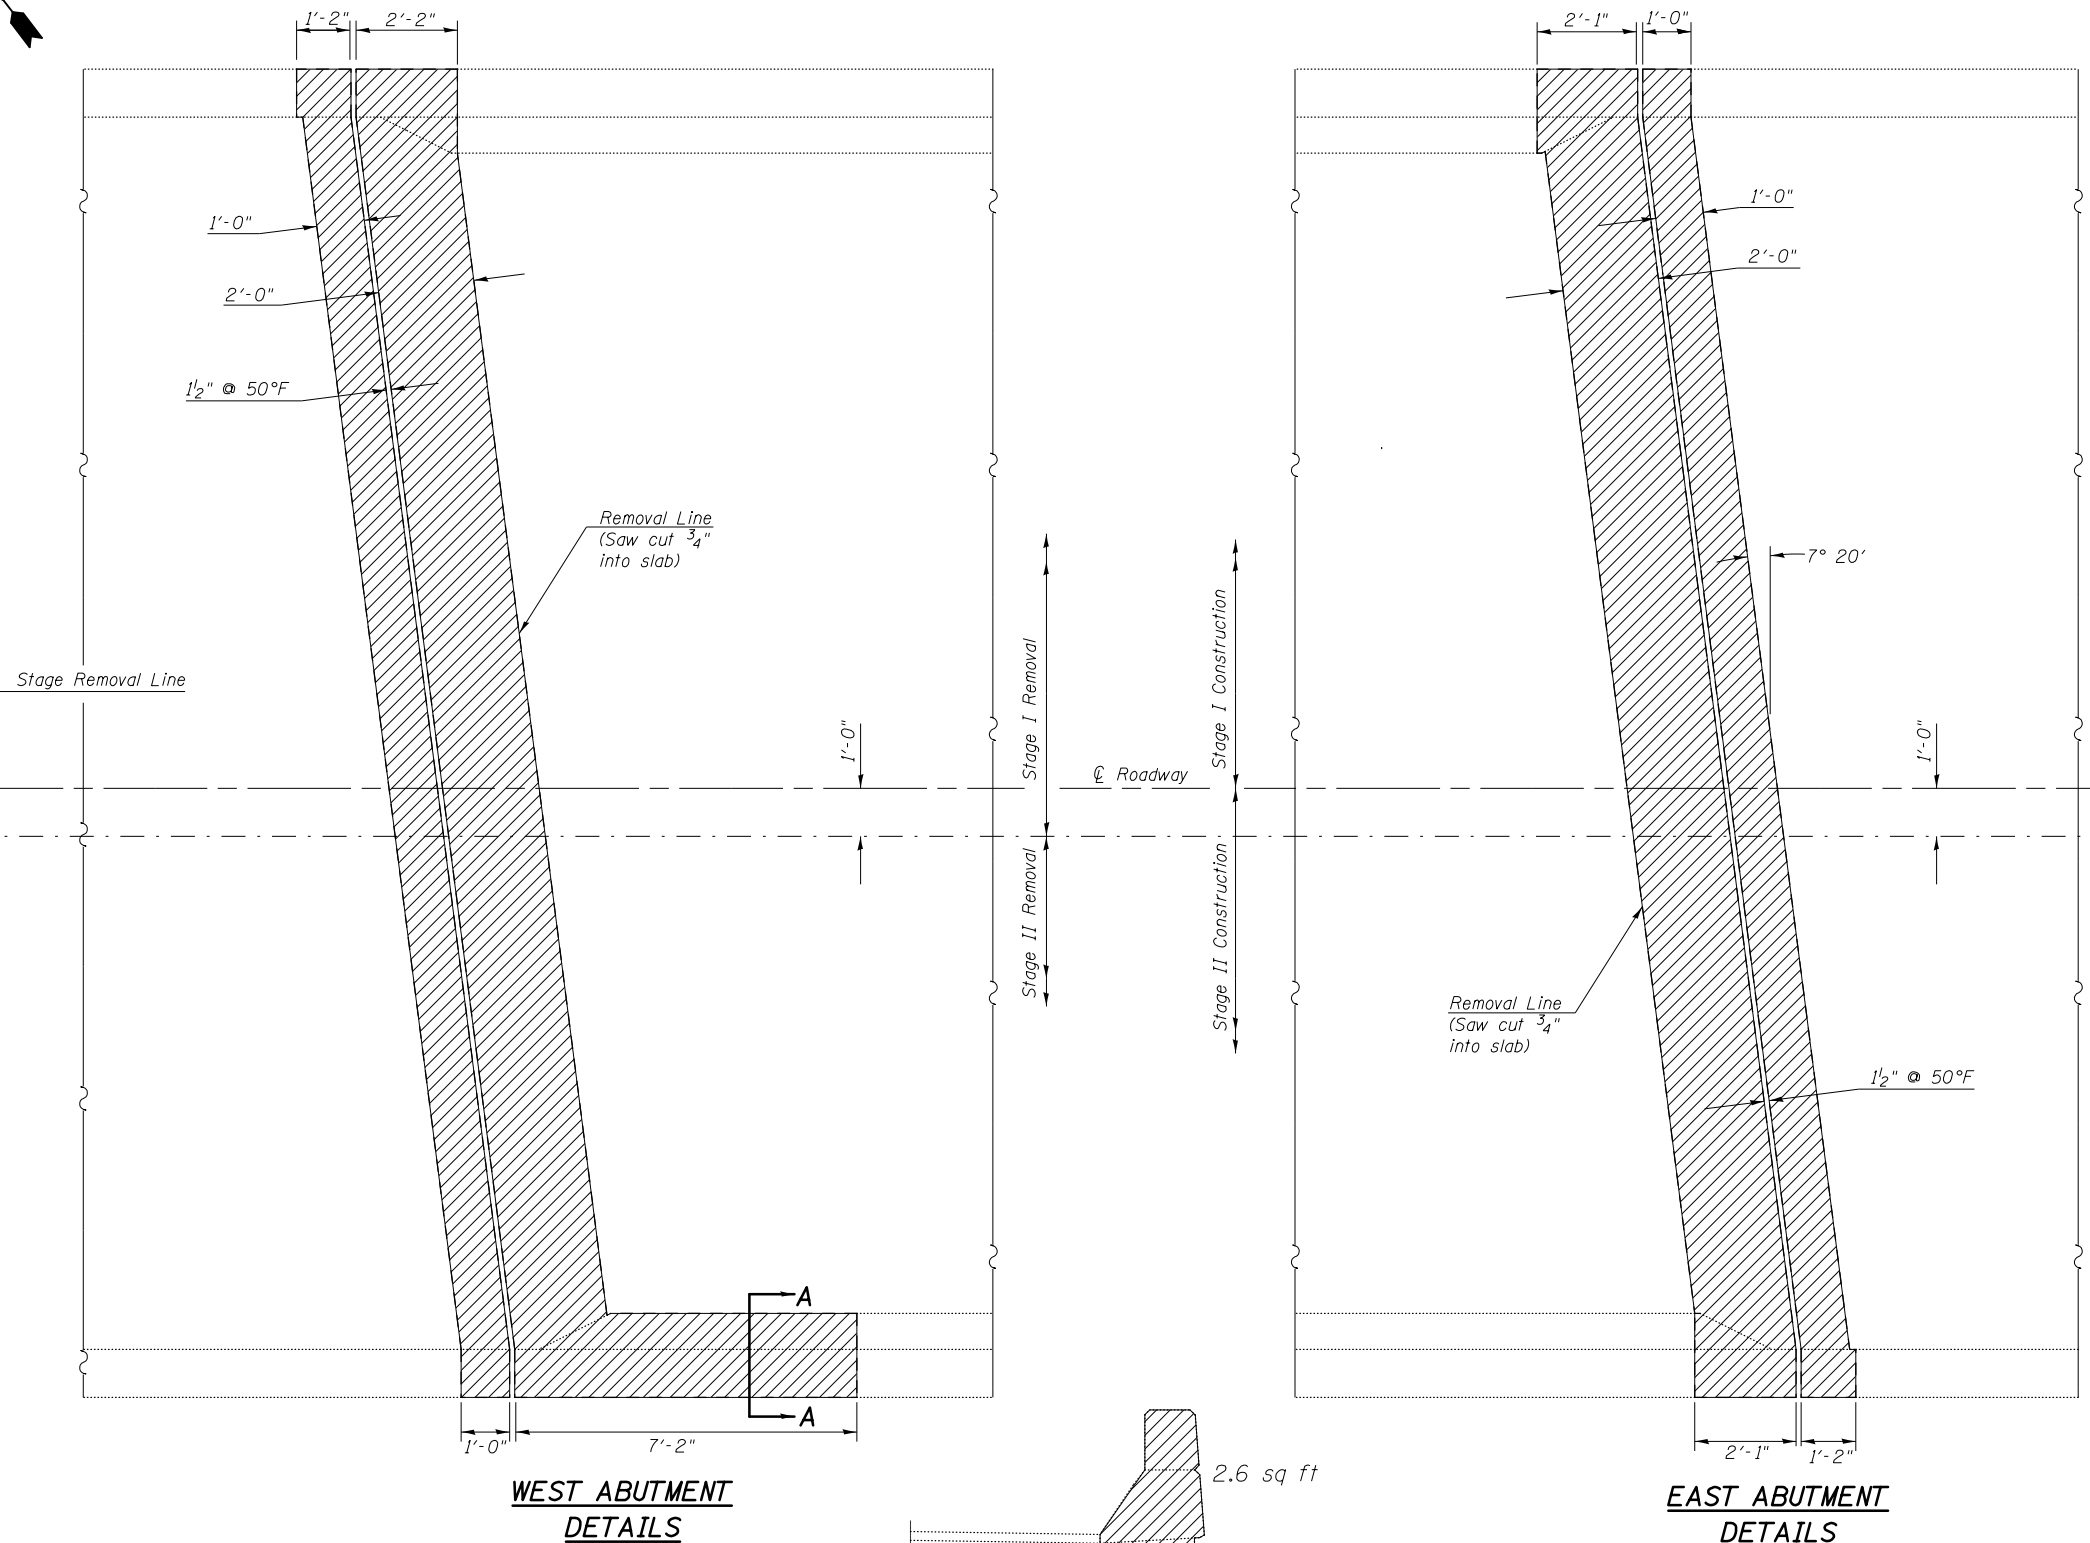 1'-2"
2'-2"
2'-1"
1'-0"
1'-0"
1'-0"
2'-0"
2'-0"
1½" @ 50°F
Removal Line
(Saw cut ¾"
into slab)
7° 20'
Stage Removal Line
Stage I Removal
Stage I Construction
1'-0"
1'-0"
℄ Roadway
Stage II Removal
Stage II Construction
Removal Line
(Saw cut ¾"
into slab)
1½" @ 50°F
A
A
1'-0"
7'-2"
2'-1"
1'-2"
2.6 sq ft
WEST ABUTMENT
DETAILS
EAST ABUTMENT
DETAILS